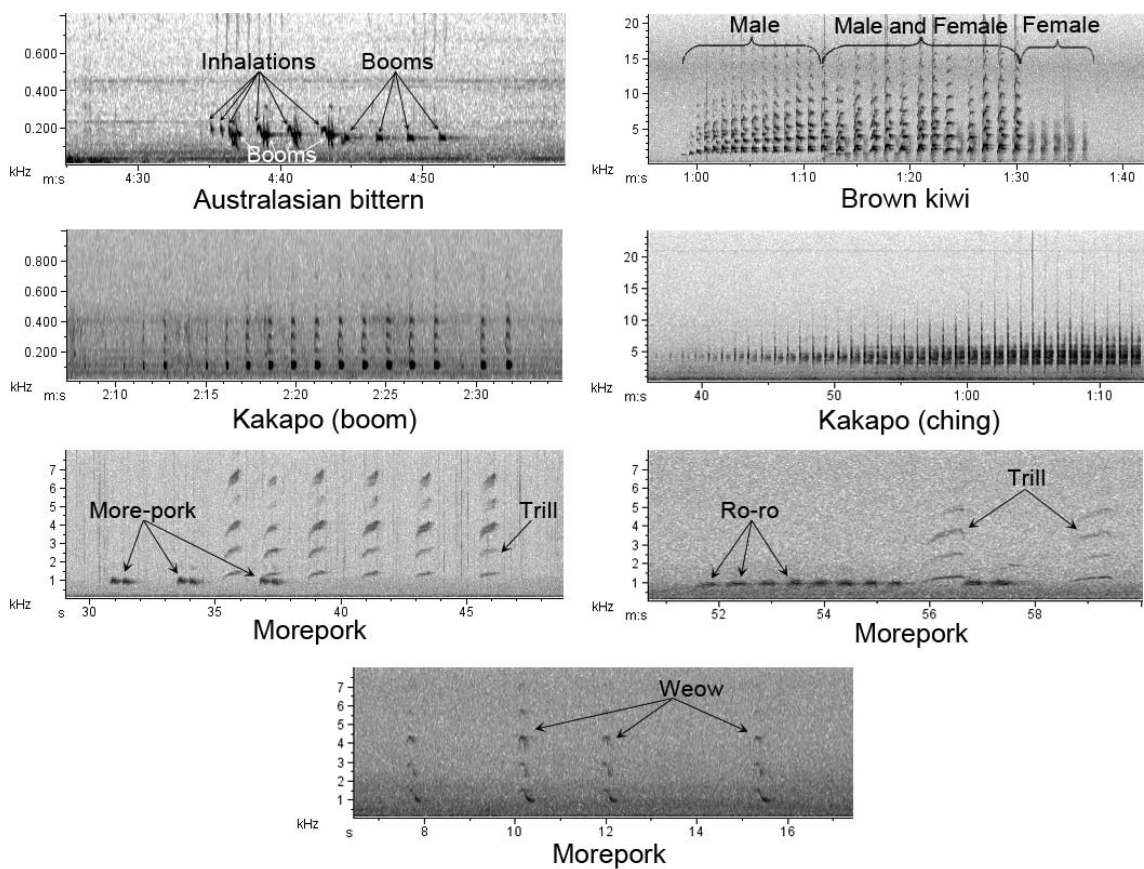 0.800
0.600
0.400
0.200
kHz
m:s
4:30
4:40
4:50
Inhalations
Booms
Booms
Australasian bittern
20
15
10
5
kHz
m:s
1:00
1:10
1:20
1:30
1:40
Male
Male and Female
Female
Brown kiwi
0.800
0.600
0.400
0.200
kHz
m:s
2:10
2:15
2:20
2:25
2:30
Kakapo (boom)
20
15
10
5
kHz
m:s
40
50
1:00
1:10
Kakapo (ching)
7
6
5
4
3
2
1
kHz
s
30
35
40
45
More-pork
Trill
Morepork
7
6
5
4
3
2
1
kHz
m:s
52
54
56
58
Ro-ro
Trill
Morepork
7
6
5
4
3
2
1
kHz
s
8
10
12
14
16
Weow
Morepork